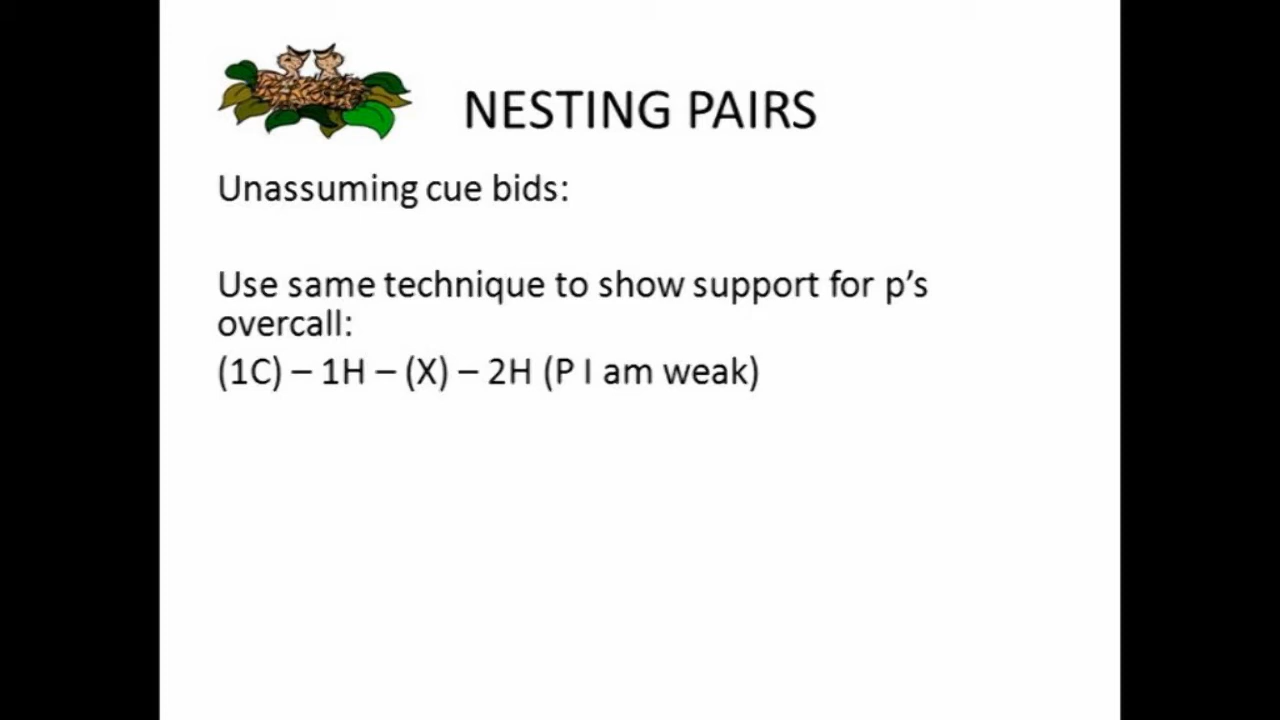 NESTING PAIRS
Unassuming cue bids:
Use same technique to show support for p’s
overcall:
(1C) – 1H – (X) – 2H (P I am weak)